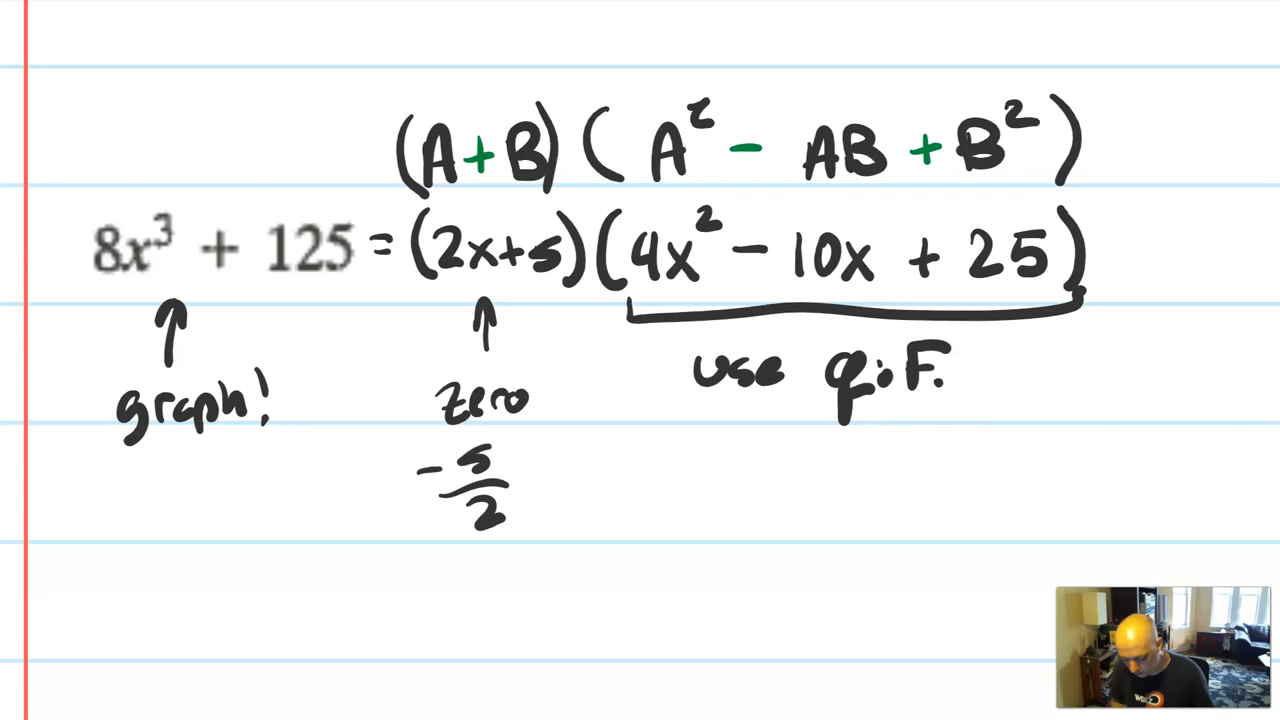 (A+B)(A² - AB + B²)
8x³ + 125 = (2x+5)(4x² - 10x + 25)
use q.F.
graph!
zero
-5/2